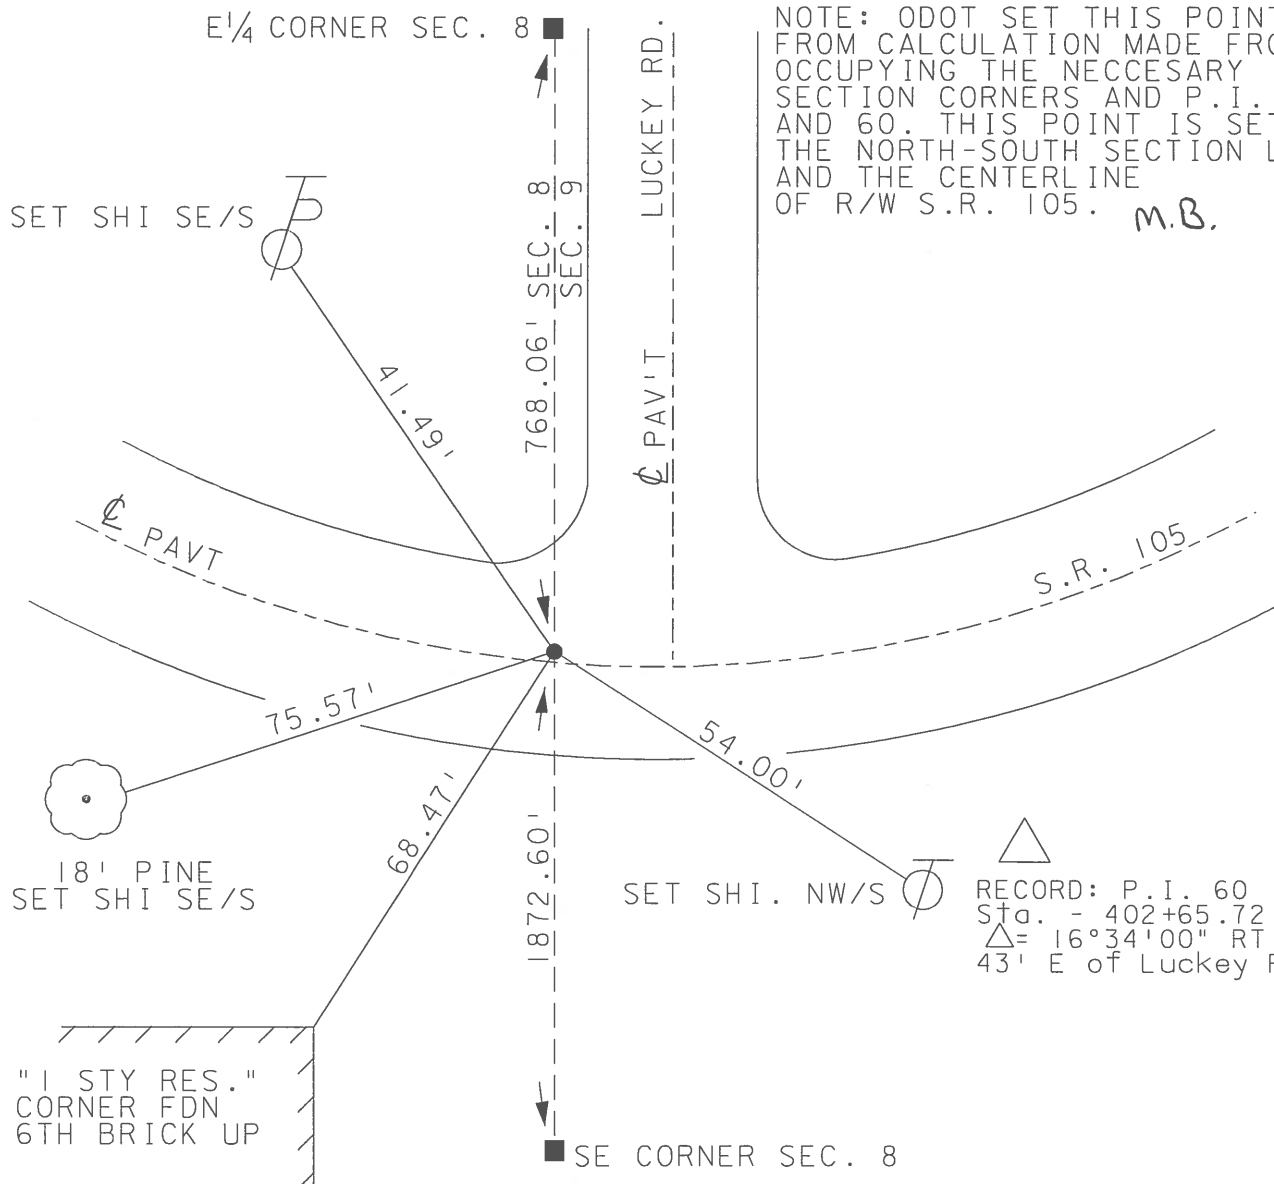 E¼ CORNER SEC. 8
NOTE: ODOT SET THIS POINT
FROM CALCULATION MADE
OCCUPYING THE NECCESARY
SECTION CORNERS AND P.I.
AND 60. THIS POINT IS SET
THE NORTH-SOUTH SECTION
AND THE CENTERLINE
OF R/W S.R. 105.
M.B.
LUCKEY RD.
SET SHI SE/S
SEC. 8
SEC. 9
768.06'
41.49'
℄ PAV'T
℄ PAVT
S.R. 105
75.57'
54.00'
68.47'
18' PINE
SET SHI SE/S
1872.60'
SET SHI. NW/S
RECORD: P.I. 60
Sta. - 402+65.72
△= 16°34'00" RT
43' E of Luckey
"1 STY RES."
CORNER FDN
6TH BRICK UP
SE CORNER SEC. 8